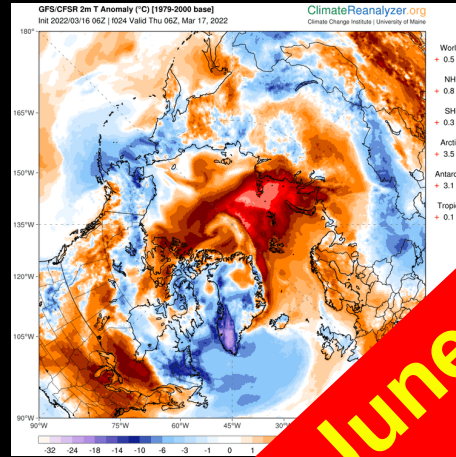 GFS/CFSR 2m T Anomaly (°C) [1979-2000 base]
Init 2022/03/16 06Z | f024 Valid Thu 06Z, Mar 17, 2022
ClimateReanalyzer.org
Climate Change Institute | University of Maine
180°
165°W
150°W
135°W
120°W
105°W
90°W
90°W
75°W
60°W
45°W
30°
Worl
+ 0.5
NH
+ 0.8
SH
+ 0.3
Arcti
+ 3.5
Antarc
+ 3.1
Tropic
+ 0.1
-32 -24 -18 -14 -10 -6 -3 -1 0 1
June